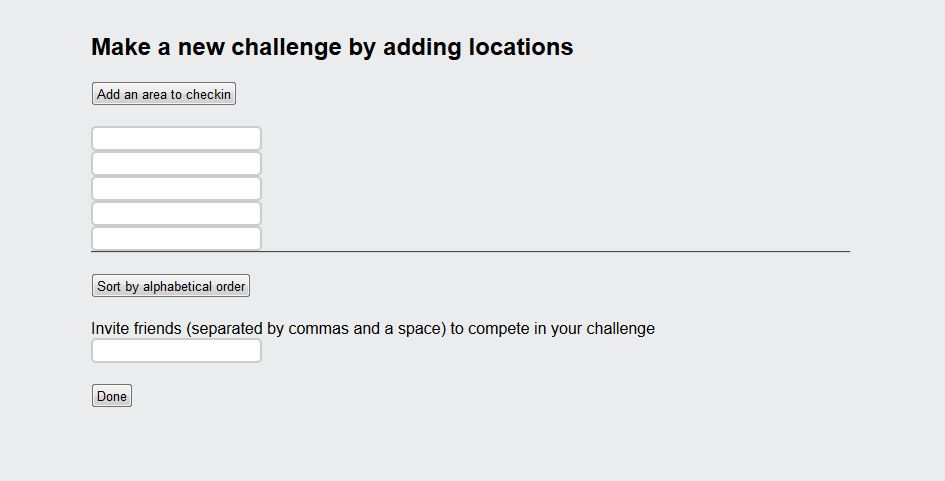 Make a new challenge by adding locations
Add an area to checkin
Sort by alphabetical order
Invite friends (separated by commas and a space) to compete in your challenge
Done